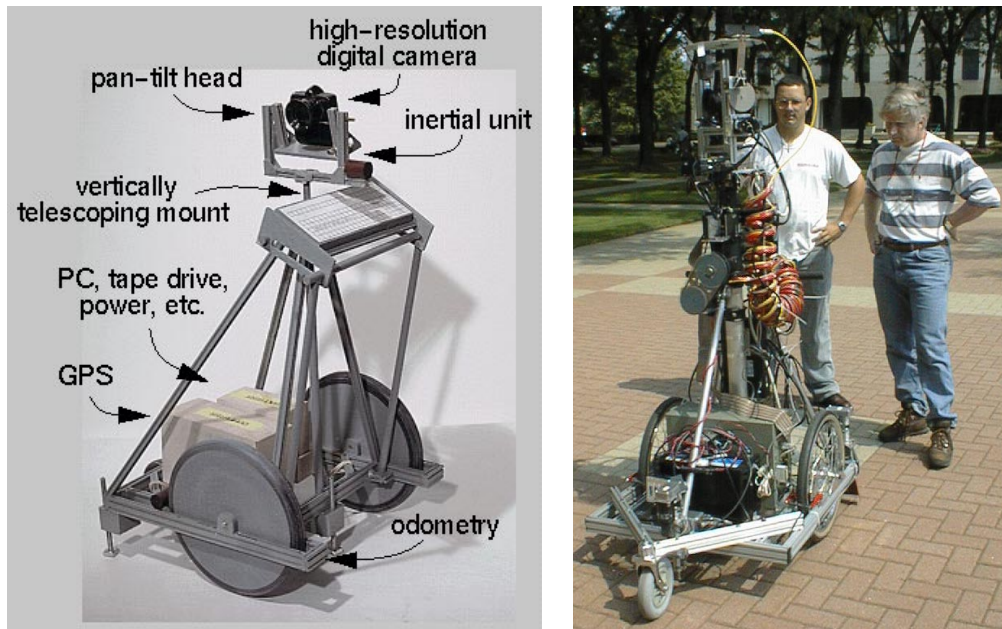 high-resolution
digital camera
pan-tilt head
inertial unit
vertically
telescoping mount
PC, tape drive,
power, etc.
GPS
odometry